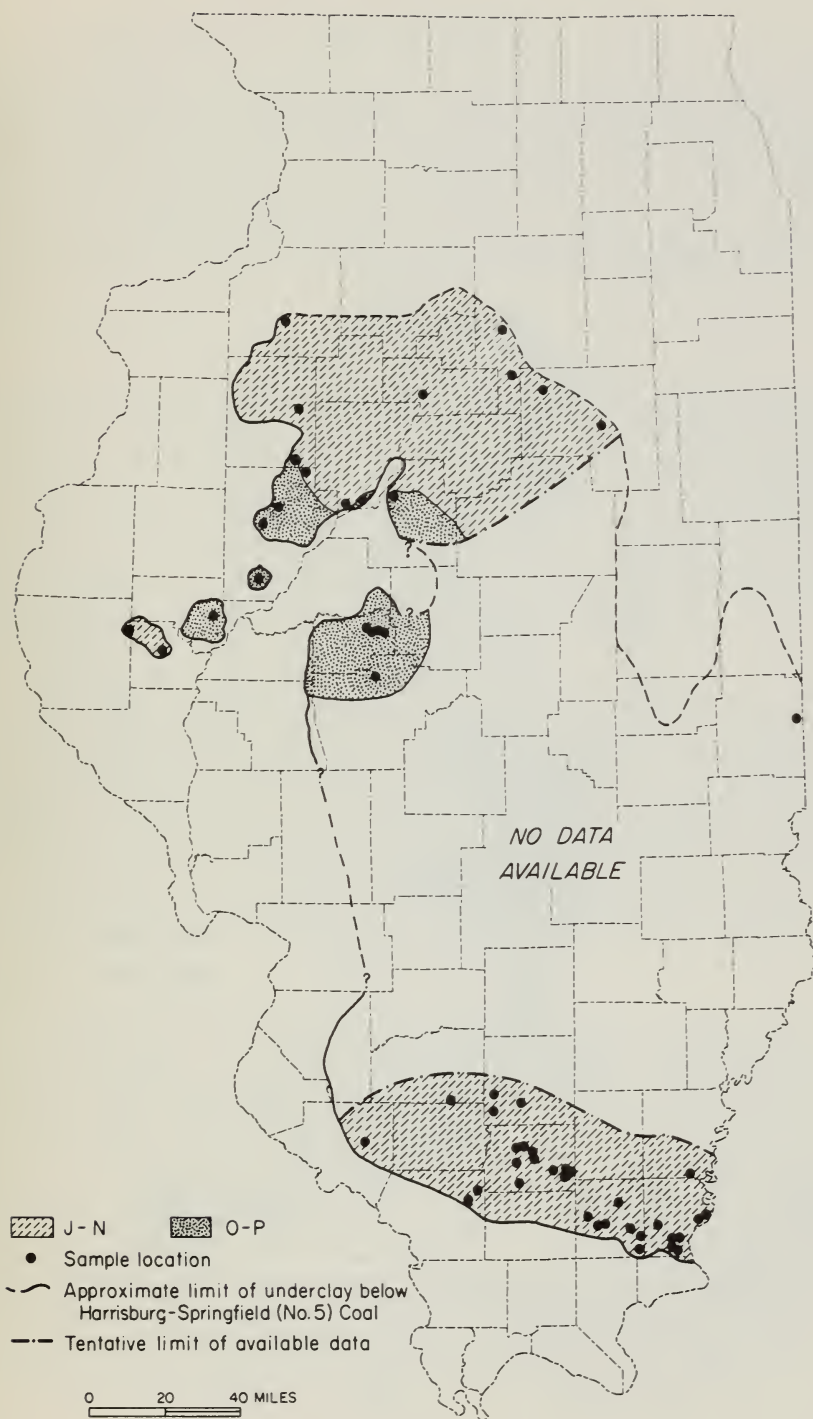 ?
?
?
NO DATA
AVAILABLE
?
J-N
O-P
Sample location
Approximate limit of underclay below
Harrisburg-Springfield (No. 5) Coal
Tentative limit of available data
0 20 40 MILES